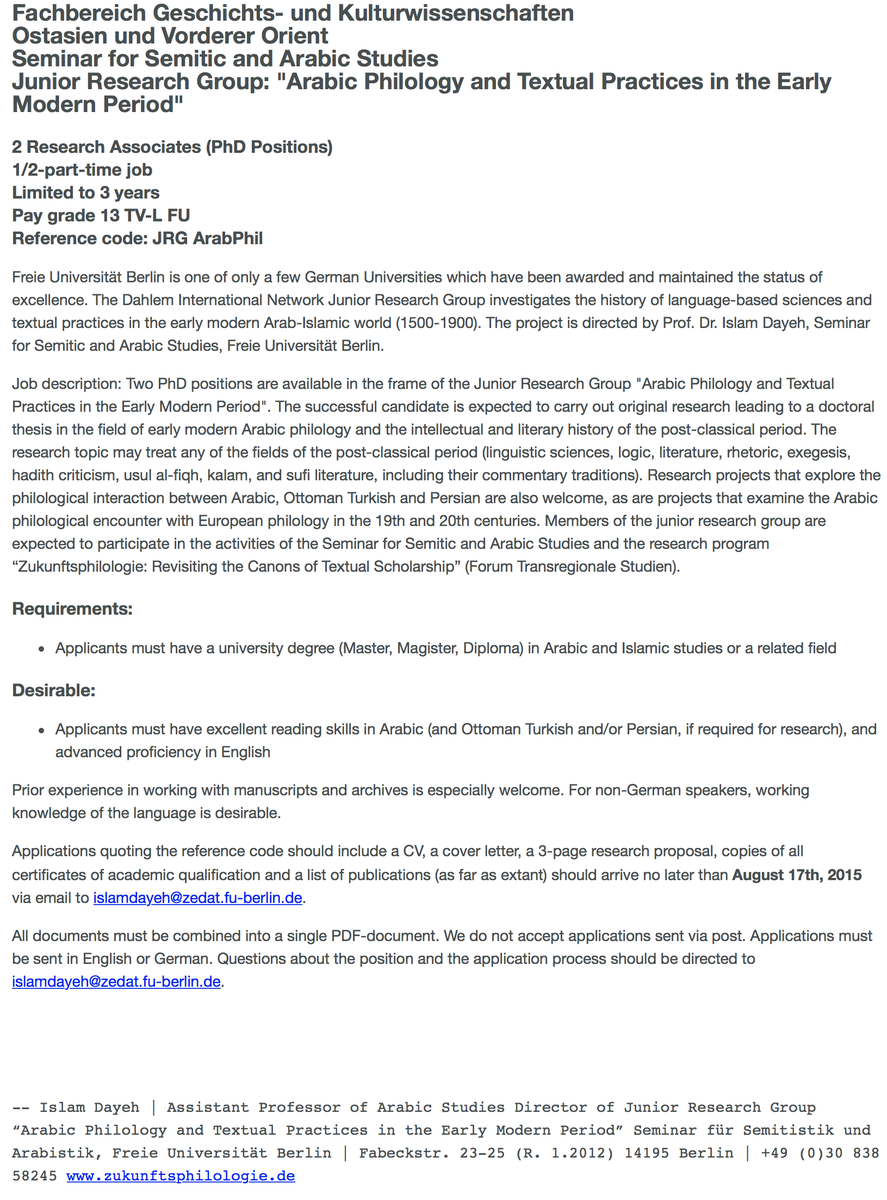 Fachbereich Geschichts- und Kulturwissenschaften
Ostasien und Vorderer Orient
Seminar for Semitic and Arabic Studies
Junior Research Group: "Arabic Philology and Textual Practices in the Early
Modern Period"
2 Research Associates (PhD Positions)
1/2-part-time job
Limited to 3 years
Pay grade 13 TV-L FU
Reference code: JRG ArabPhil
Freie Universität Berlin is one of only a few German Universities which have been awarded and maintained the status of
excellence. The Dahlem International Network Junior Research Group investigates the history of language-based sciences and
textual practices in the early modern Arab-Islamic world (1500-1900). The project is directed by Prof. Dr. Islam Dayeh, Seminar
for Semitic and Arabic Studies, Freie Universität Berlin.
Job description: Two PhD positions are available in the frame of the Junior Research Group "Arabic Philology and Textual
Practices in the Early Modern Period". The successful candidate is expected to carry out original research leading to a doctoral
thesis in the field of early modern Arabic philology and the intellectual and literary history of the post-classical period. The
research topic may treat any of the fields of the post-classical period (linguistic sciences, logic, literature, rhetoric, exegesis,
hadith criticism, usul al-fiqh, kalam, and sufi literature, including their commentary traditions). Research projects that explore the
philological interaction between Arabic, Ottoman Turkish and Persian are also welcome, as are projects that examine the Arabic
philological encounter with European philology in the 19th and 20th centuries. Members of the junior research group are
expected to participate in the activities of the Seminar for Semitic and Arabic Studies and the research program
“Zukunftsphilologie: Revisiting the Canons of Textual Scholarship” (Forum Transregionale Studien).
Requirements:
• Applicants must have a university degree (Master, Magister, Diploma) in Arabic and Islamic studies or a related field
Desirable:
• Applicants must have excellent reading skills in Arabic (and Ottoman Turkish and/or Persian, if required for research), and
advanced proficiency in English
Prior experience in working with manuscripts and archives is especially welcome. For non-German speakers, working
knowledge of the language is desirable.
Applications quoting the reference code should include a CV, a cover letter, a 3-page research proposal, copies of all
certificates of academic qualification and a list of publications (as far as extant) should arrive no later than August 17th, 2015
via email to islamdayeh@zedat.fu-berlin.de.
All documents must be combined into a single PDF-document. We do not accept applications sent via post. Applications must
be sent in English or German. Questions about the position and the application process should be directed to
islamdayeh@zedat.fu-berlin.de.
-- Islam Dayeh | Assistant Professor of Arabic Studies Director of Junior Research Group
“Arabic Philology and Textual Practices in the Early Modern Period” Seminar für Semitistik und
Arabistik, Freie Universität Berlin | Fabeckstr. 23-25 (R. 1.2012) 14195 Berlin | +49 (0)30 838
58245 www.zukunftsphilologie.de